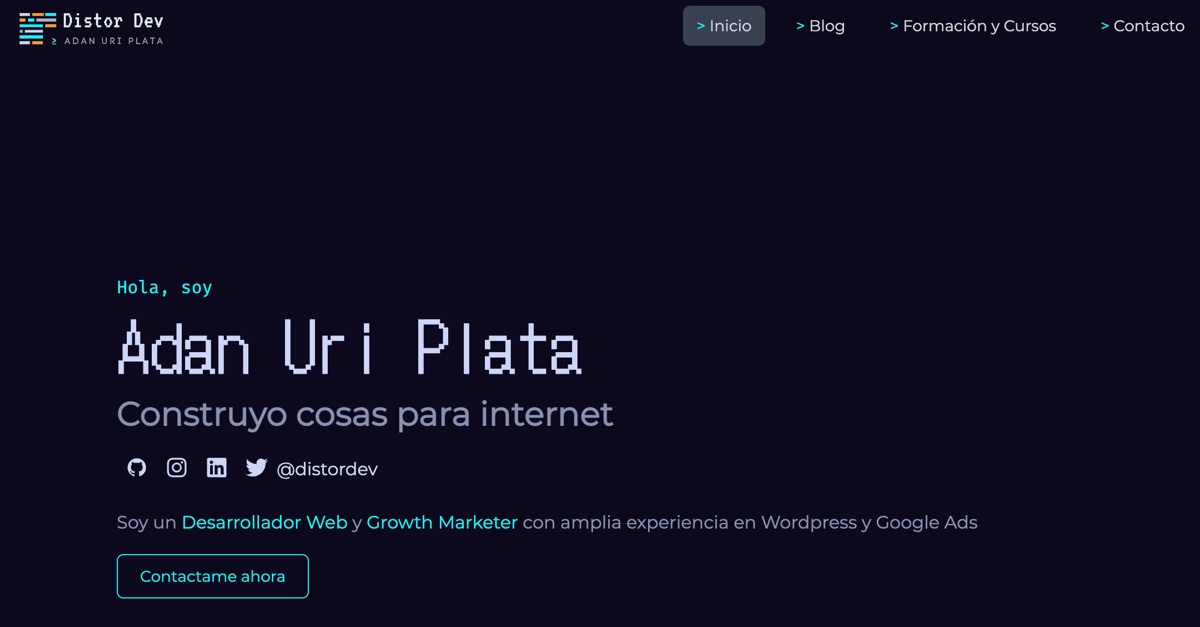 Distor Dev
> ADAN URI PLATA
> Inicio
> Blog
> Formación y Cursos
> Contacto
Hola, soy
Adan Uri Plata
Construyo cosas para internet
@distordev
Soy un Desarrollador Web y Growth Marketer con amplia experiencia en Wordpress y Google Ads
Contactame ahora